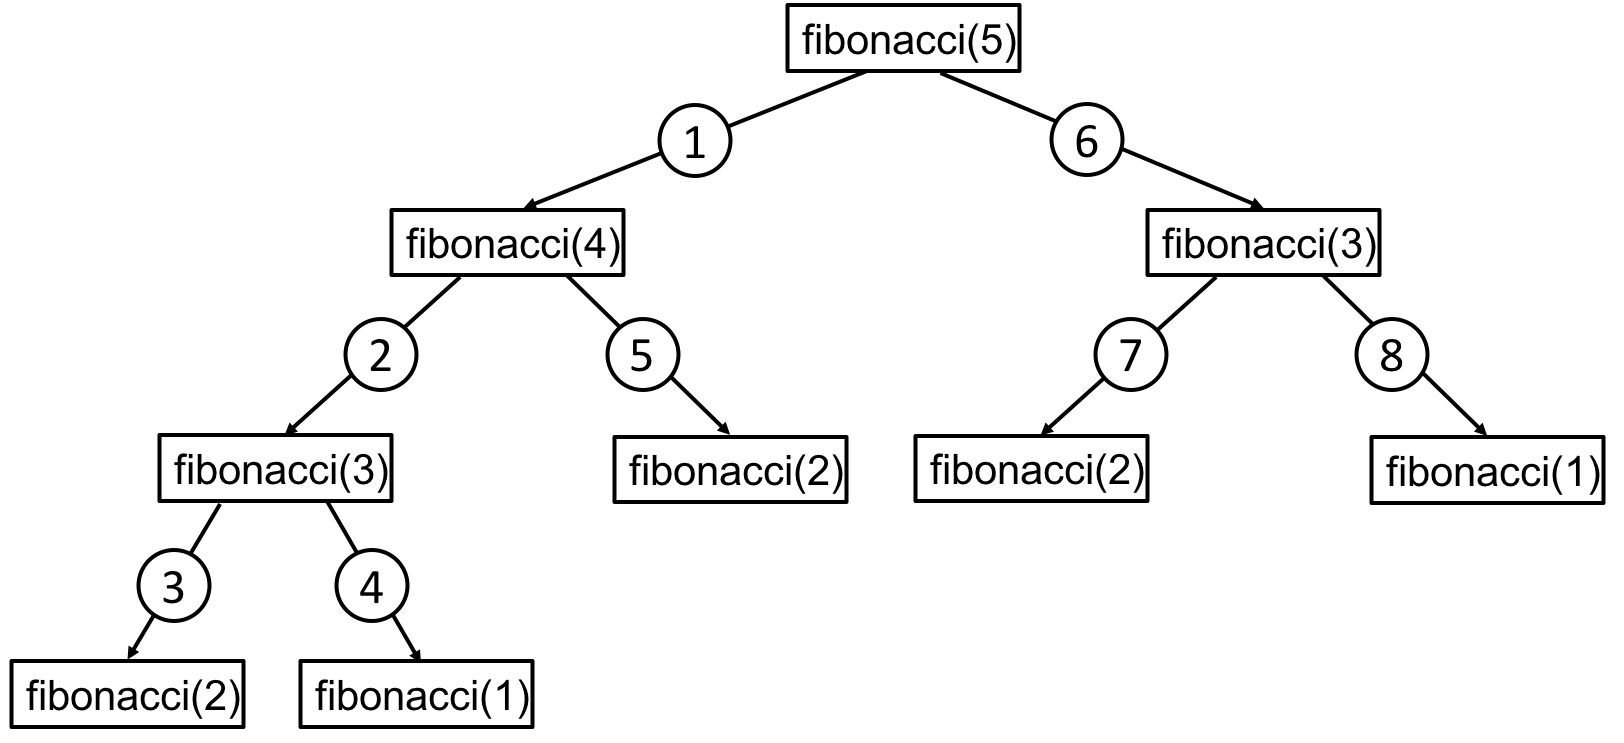 fibonacci(5)
1
6
fibonacci(4)
fibonacci(3)
2
5
7
8
fibonacci(3)
fibonacci(2)
fibonacci(2)
fibonacci(1)
3
4
fibonacci(2)
fibonacci(1)